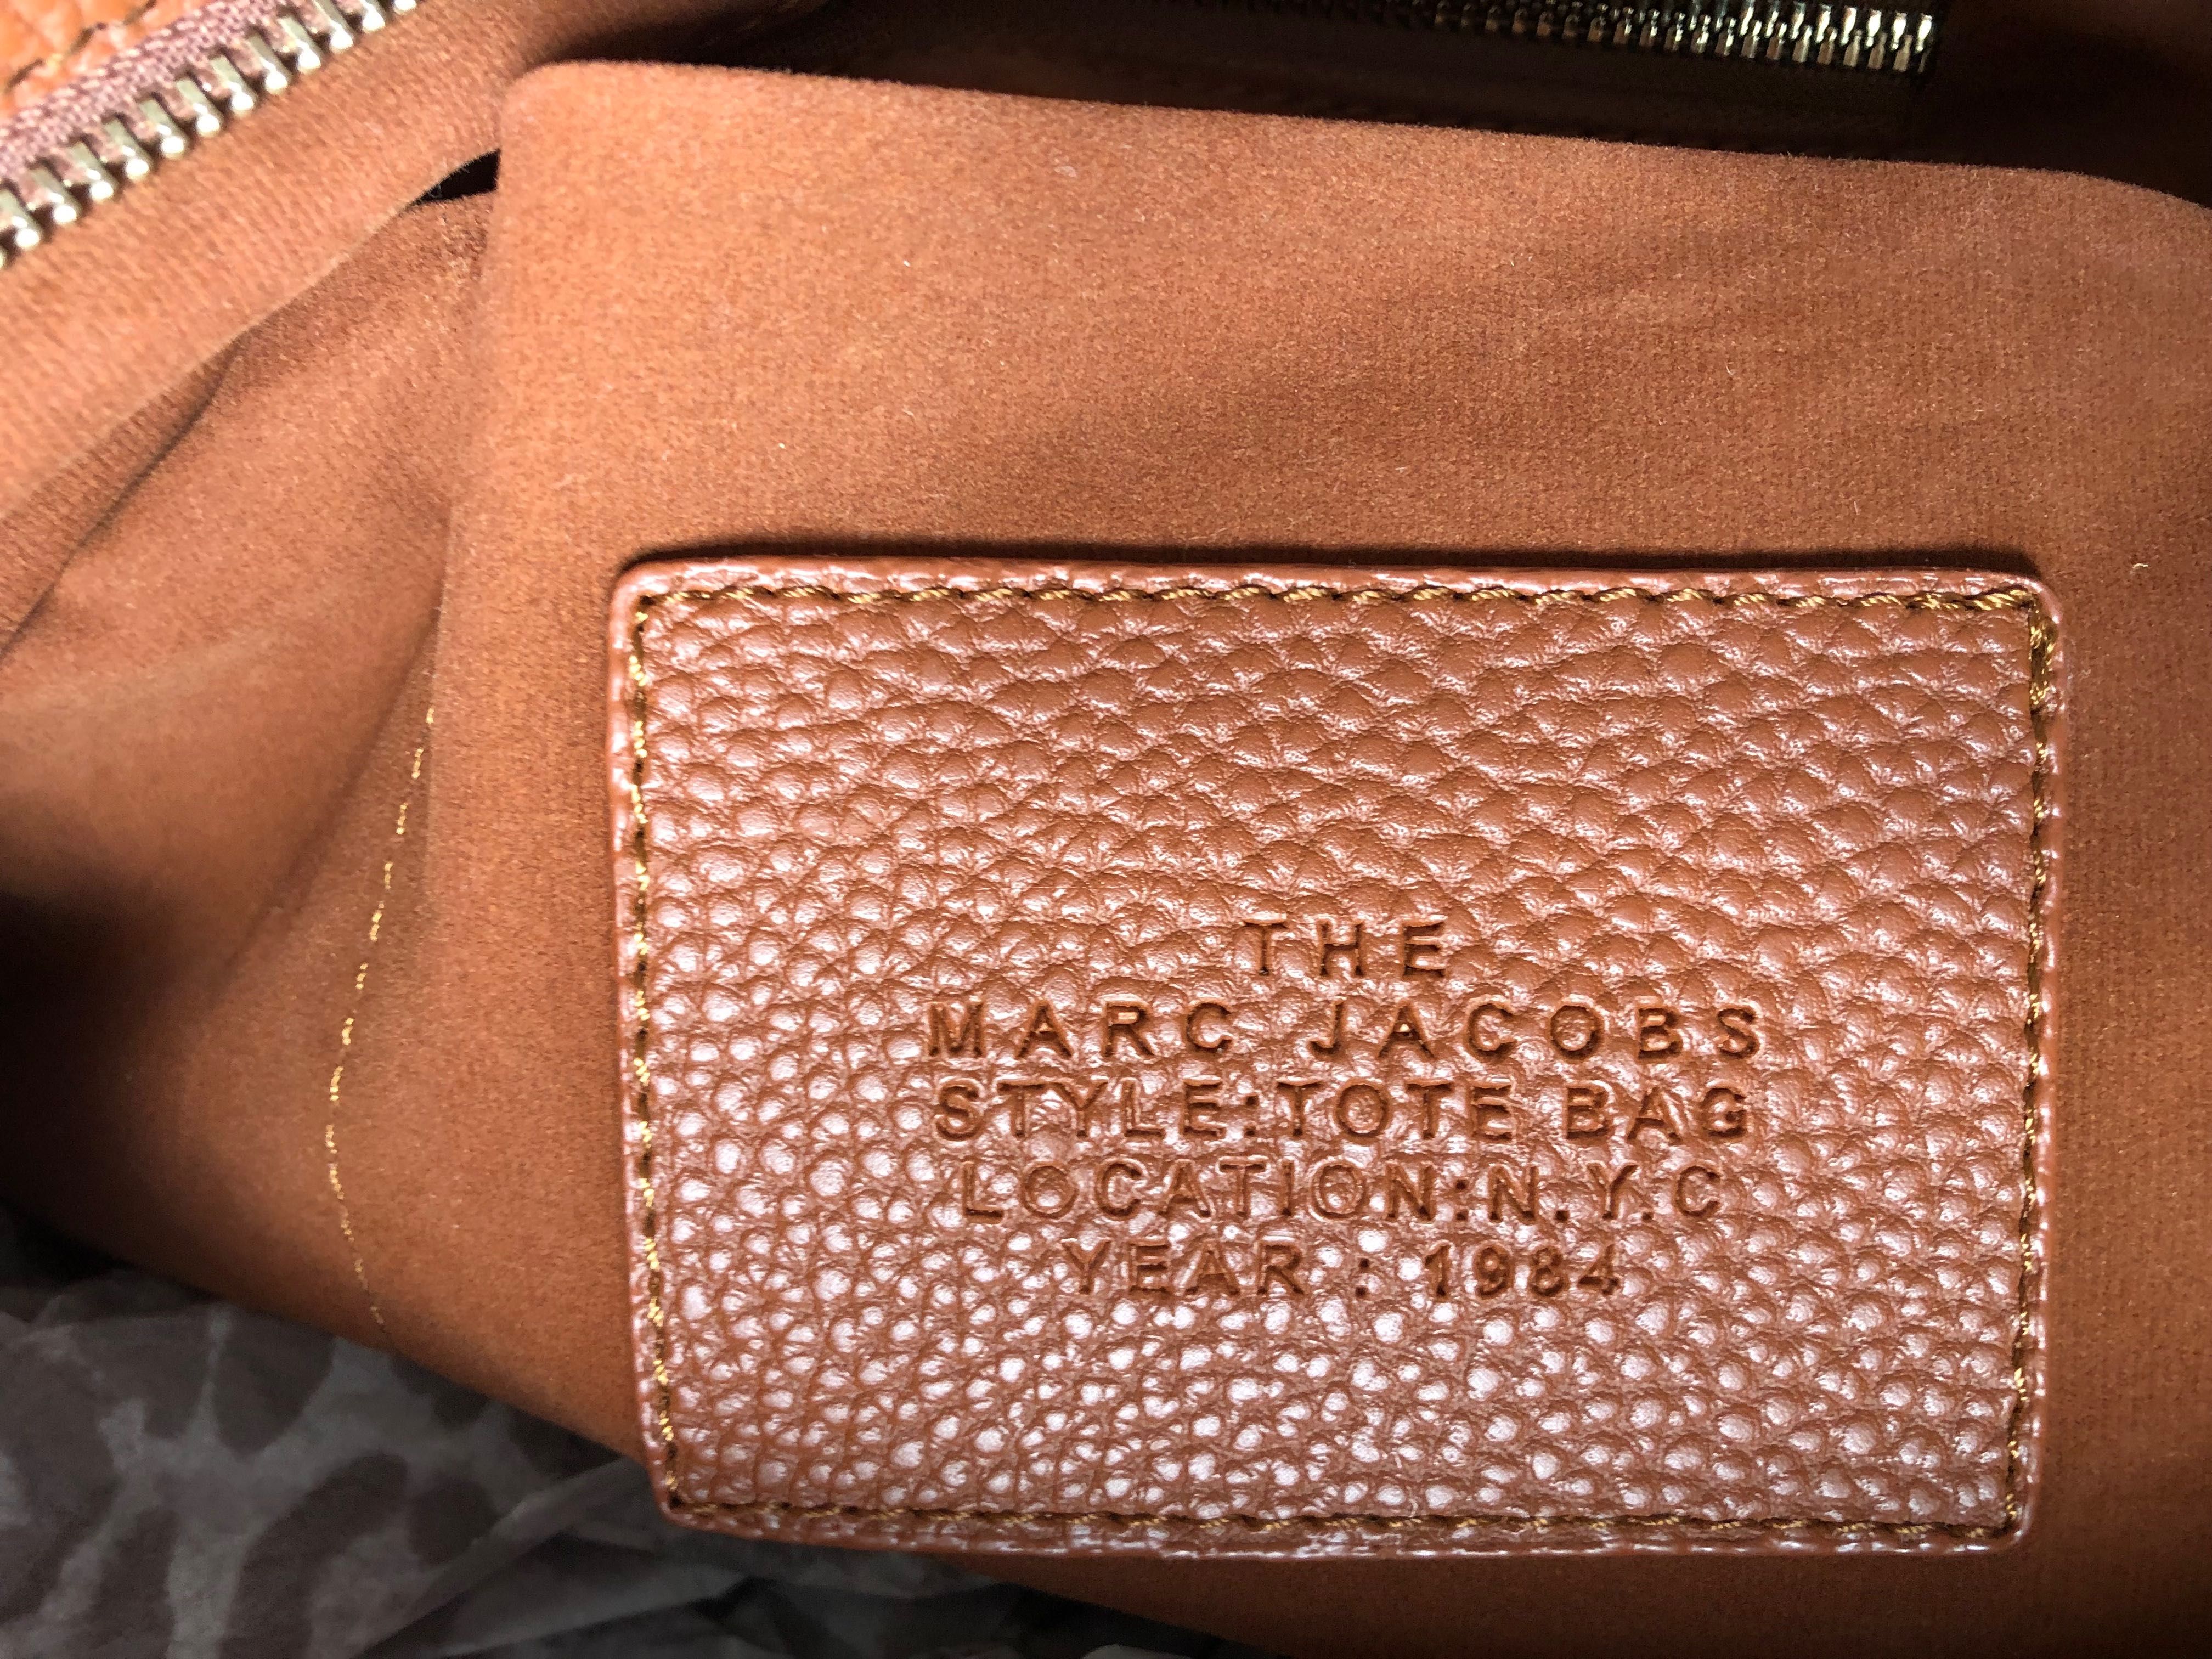 THE
MARC JACOBS
STYLE:TOTE BAG
LOCATION:N.Y.C
YEAR : 1984